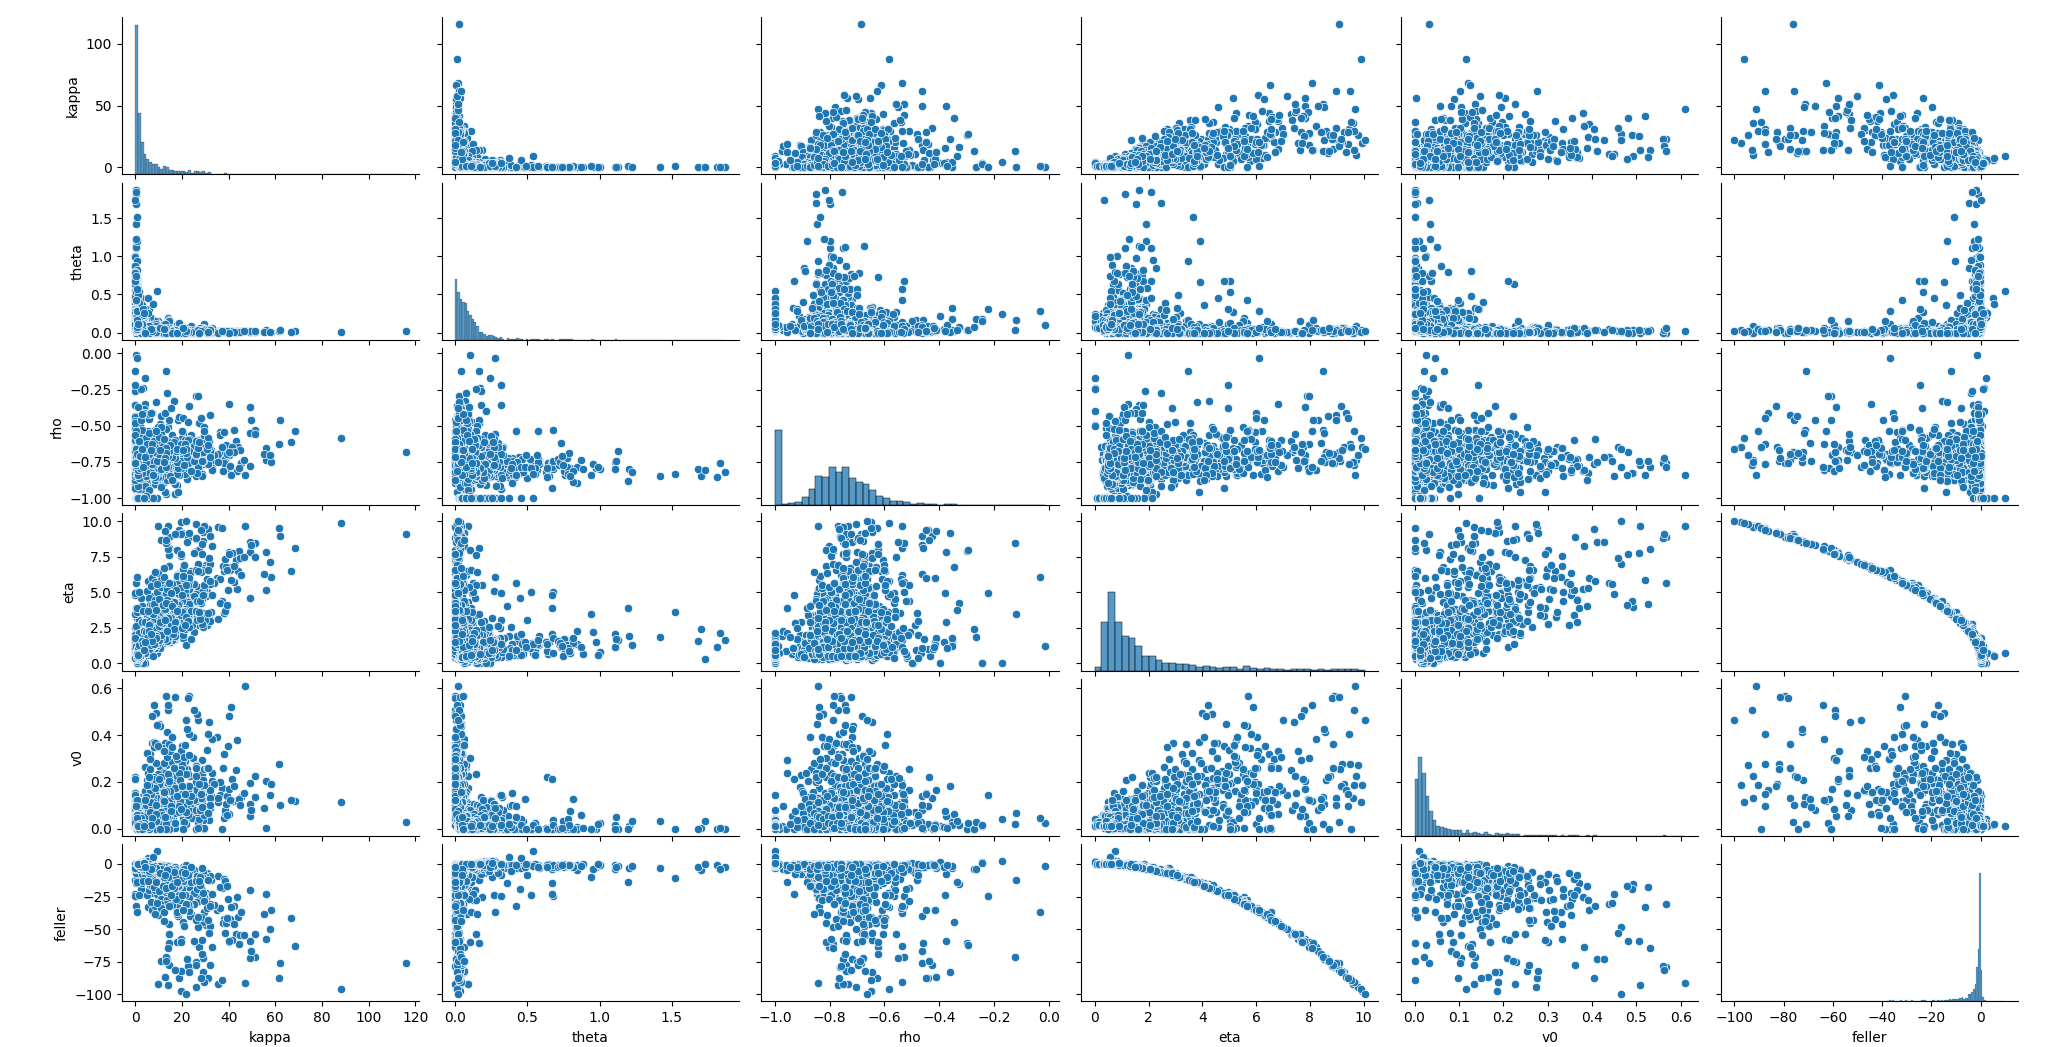 100
50
0
kappa
1.5
1.0
0.5
0.0
theta
0.00
−0.25
−0.50
−0.75
−1.00
rho
10.0
7.5
5.0
2.5
0.0
eta
0.6
0.4
0.2
0.0
v0
0
−25
−50
−75
−100
feller
0 20 40 60 80 100 120
0.0 0.5 1.0 1.5
−1.0 −0.8 −0.6 −0.4 −0.2 0.0
0 2 4 6 8 10
0.0 0.1 0.2 0.3 0.4 0.5 0.6
−100 −80 −60 −40 −20 0
kappa theta rho eta v0 feller